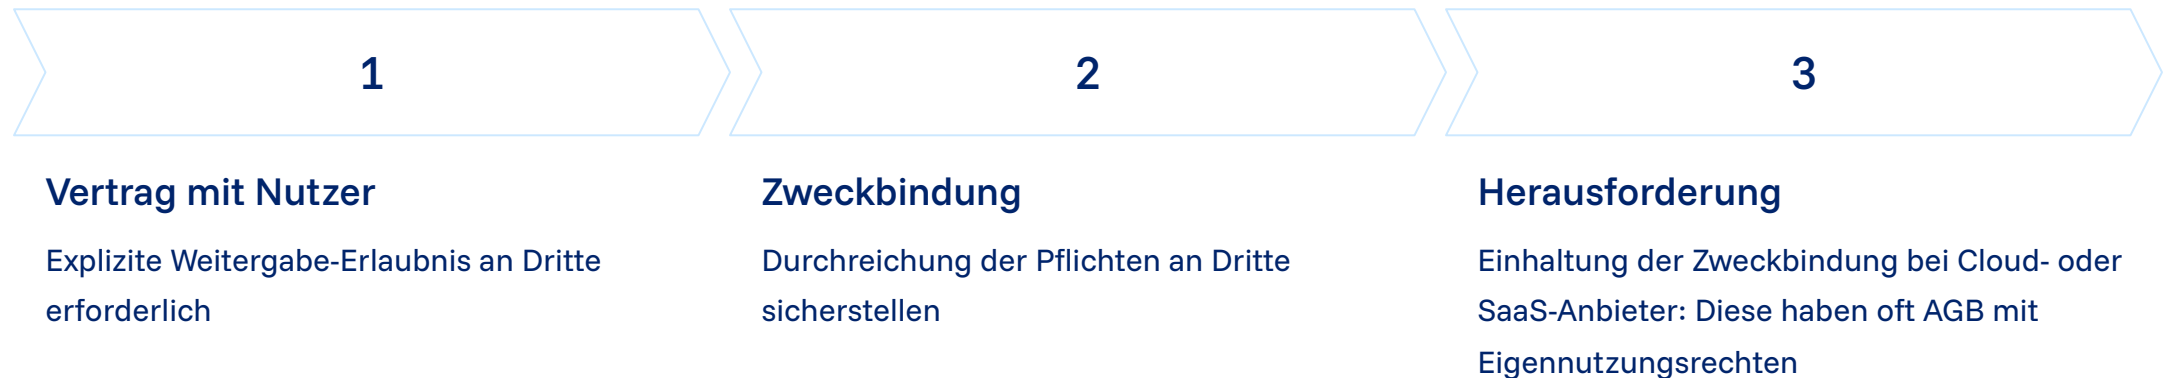 1
Vertrag mit Nutzer
Explizite Weitergabe-Erlaubnis an Dritte
erforderlich
2
Zweckbindung
Durchreichung der Pflichten an Dritte
sicherstellen
3
Herausforderung
Einhaltung der Zweckbindung bei Cloud- oder
SaaS-Anbieter: Diese haben oft AGB mit
Eigennutzungsrechten